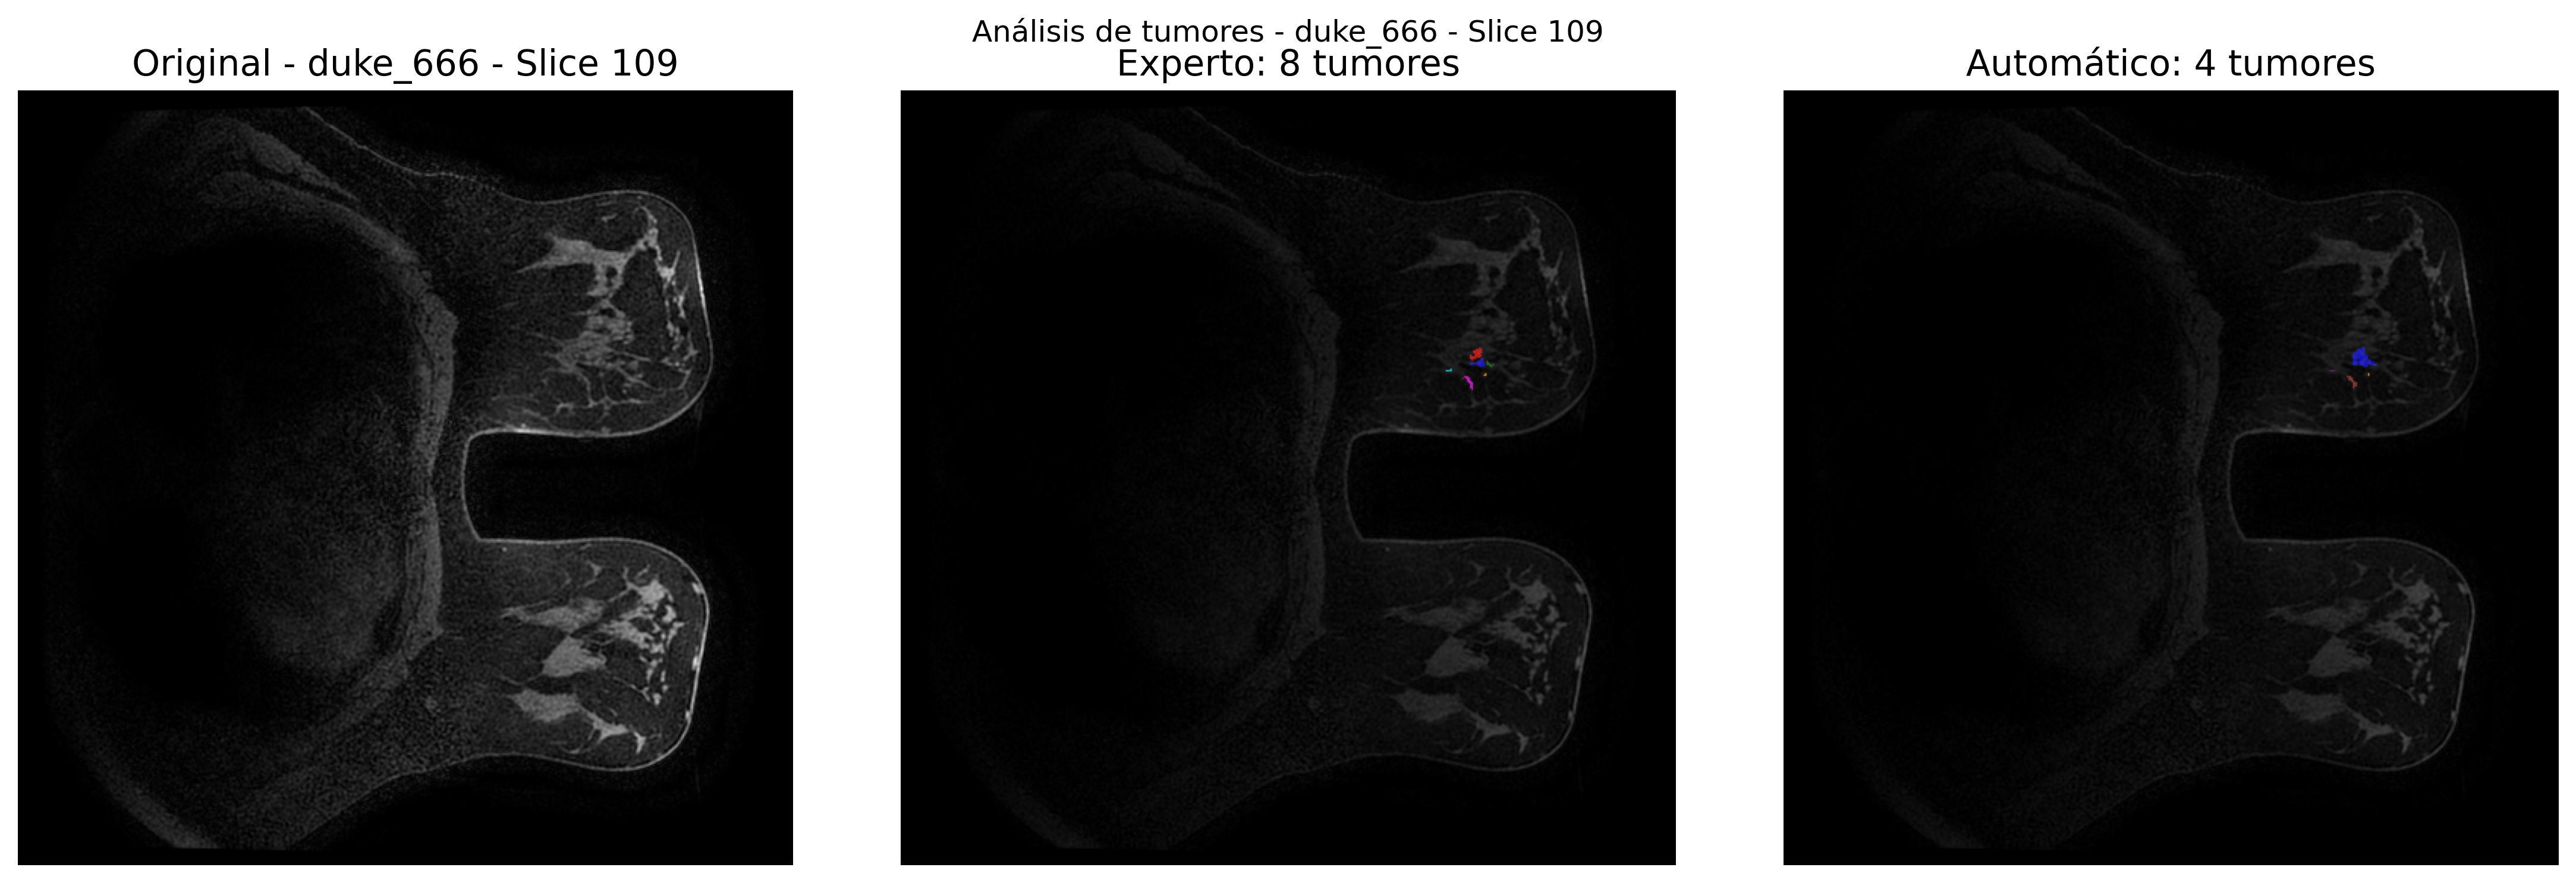 Análisis de tumores - duke_666 - Slice 109
Original - duke_666 - Slice 109
Experto: 8 tumores
Automático: 4 tumores